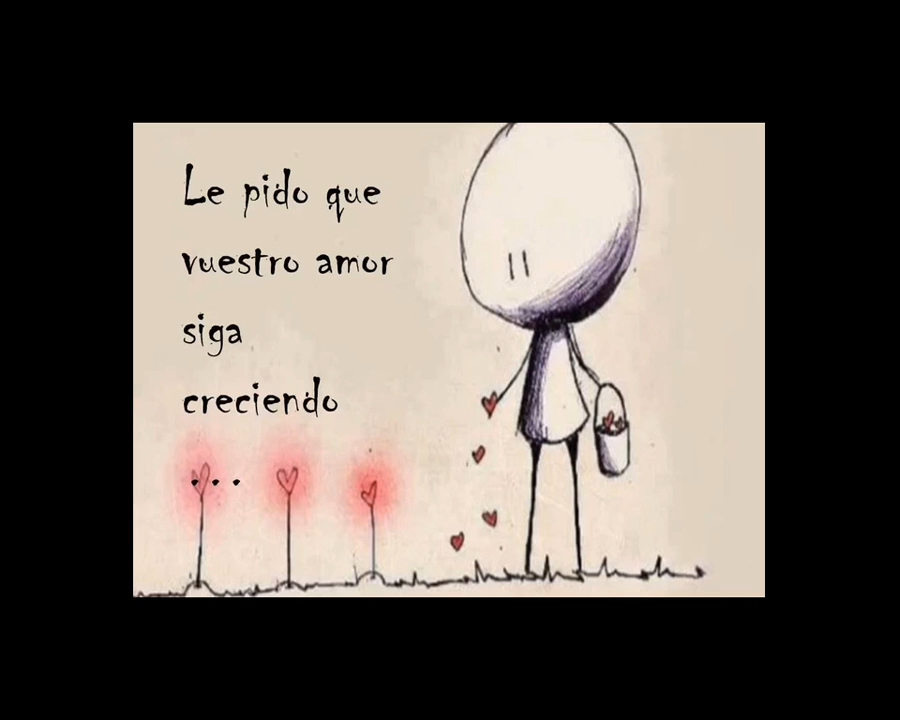 Le pido que
vuestro amor
siga
creciendo
...